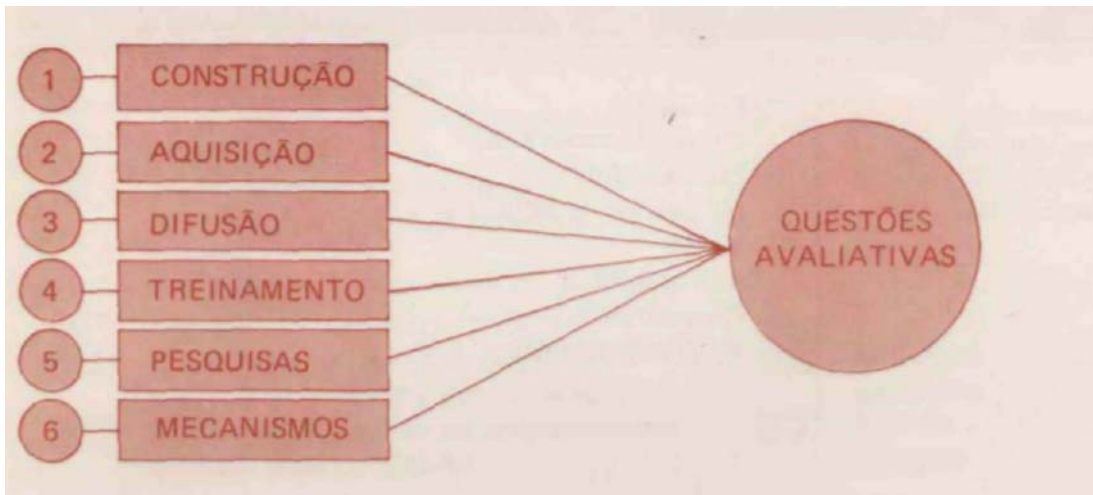 1 CONSTRUÇÃO
2 AQUISIÇÃO
3 DIFUSÃO
4 TREINAMENTO
5 PESQUISAS
6 MECANISMOS
QUESTÕES
AVALIATIVAS